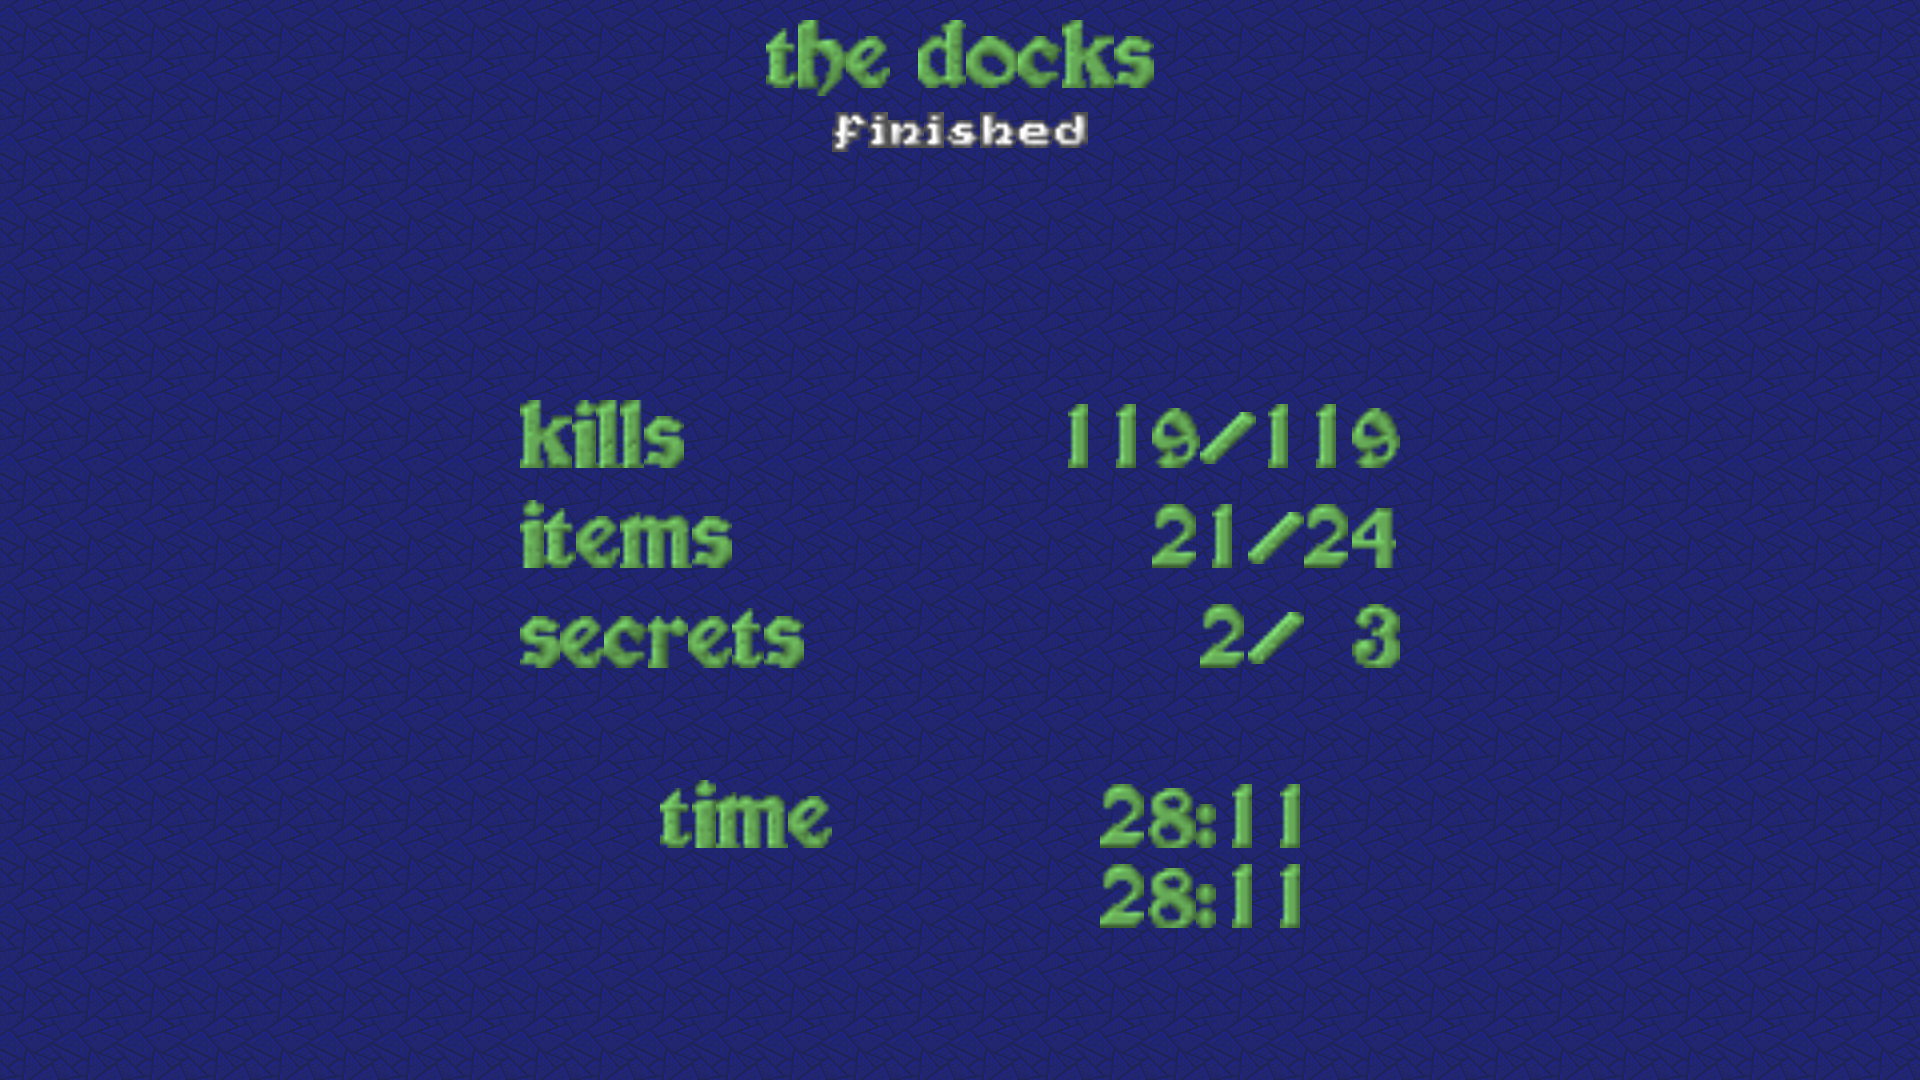 the docks
finished
kills 119/119
items 21/24
secrets 2/ 3
time 28:11
28:11